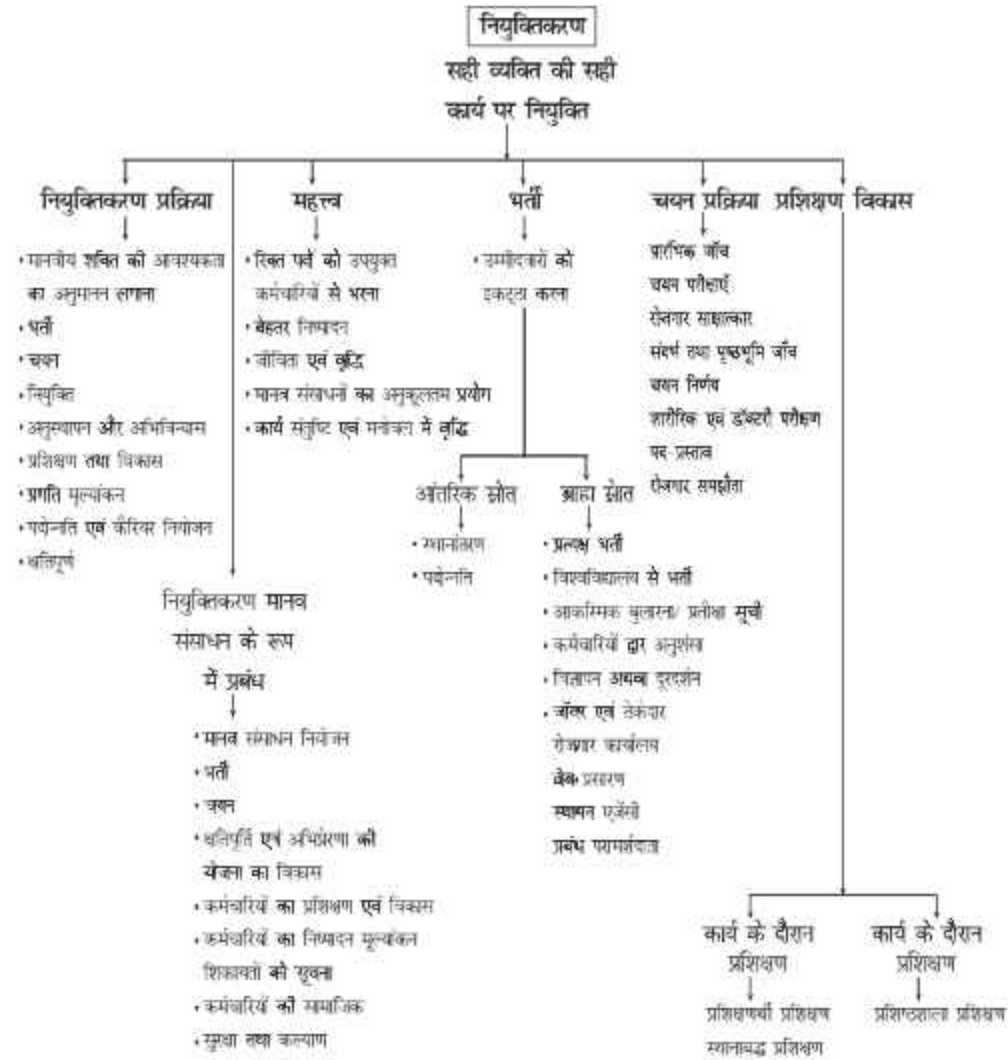 नियुक्तिकरण
सही व्यक्ति की सही
कार्य पर नियुक्ति
नियुक्तिकरण प्रक्रिया
• मानवीय शक्ति की आवश्यकता
का अनुमानन लगाना
• भर्ती
• चयन
• नियुक्ति
• अनुस्थापन और अभिविन्यास
• प्रशिक्षण तथा विकास
• प्रगति मूल्यांकन
• पदोन्नति एवं कैरियर नियोजन
• क्षतिपूर्ण
नियुक्तिकरण मानव
संसाधन के रूप
में प्रबंध
• मानव संसाधन नियोजन
• भर्ती
• चयन
• क्षतिपूर्ति एवं अभिप्रेरणा की
योजना का विकास
• कर्मचारियों का प्रशिक्षण एवं विकास
• कर्मचारियों का निष्पादन मूल्यांकन
शिकायतों की सूचना
• कर्मचारियों की सामाजिक
• सुरक्षा तथा कल्याण
महत्त्व
• रिक्त पदों को उपयुक्त
कर्मचारियों से भरना
• बेहतर निष्पादन
• जीविता एवं वृद्धि
• मानव संसाधनों का अनुकूलतम प्रयोग
• कार्य संतुष्टि एवं मनोबल में वृद्धि
भर्ती
• उम्मीदवारों को
इकट्ठा करना
आंतरिक स्रोत
• स्थानांतरण
• पदोन्नति
बाह्य स्रोत
• प्रत्यक्ष भर्ती
• विश्वविद्यालय से भर्ती
• आकस्मिक बुलारना/ प्रतीक्षा सूची
• कर्मचारियों द्वार अनुशंसा
• विज्ञापन अथवा दूरदर्शन
• जॉबर एवं ठेकेदार
रोजगार कार्यालय
वैब प्रसारण
स्थापन एजेंसी
प्रबंध परामर्शदाता
चयन प्रक्रिया
प्रारंभिक जाँच
चयन परीक्षाएँ
रोजगार साक्षात्कार
संदर्भ तथा पृष्ठभूमि जाँच
चयन निर्णय
शारीरिक एवं डॉक्टरी परीक्षण
पद-प्रस्ताव
रोजगार समझौता
प्रशिक्षण विकास
कार्य के दौरान
प्रशिक्षण
प्रशिक्षणार्थी प्रशिक्षण
स्थानाबद्ध प्रशिक्षण
कार्य के दौरान
प्रशिक्षण
प्रशिष्ठशाला प्रशिक्षण